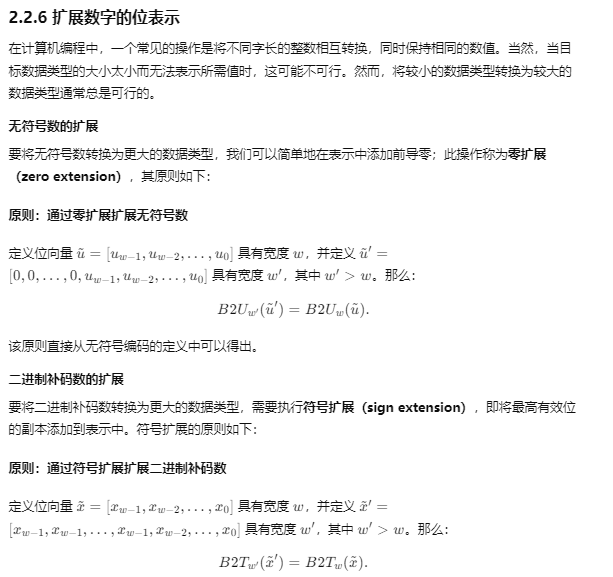 2.2.6 扩展数字的位表示
在计算机编程中，一个常见的操作是将不同字长的整数相互转换，同时保持相同的数值。当然，当目
标数据类型的大小太小而无法表示所需值时，这可能不可行。然而，将较小的数据类型转换为较大的
数据类型通常总是可行的。
无符号数的扩展
要将无符号数转换为更大的数据类型，我们可以简单地在表示中添加前导零；此操作称为零扩展
（zero extension），其原则如下：
原则：通过零扩展扩展无符号数
定义位向量 ũ = [u_{w−1}, u_{w−2}, …, u_0] 具有宽度 w，并定义 ũ′ =
[0, 0, …, 0, u_{w−1}, u_{w−2}, …, u_0] 具有宽度 w′，其中 w′ > w。那么：
B2U_{w′}(ũ′) = B2U_w(ũ).
该原则直接从无符号编码的定义中可以得出。
二进制补码数的扩展
要将二进制补码数转换为更大的数据类型，需要执行符号扩展（sign extension），即将最高有效位
的副本添加到表示中。符号扩展的原则如下：
原则：通过符号扩展扩展二进制补码数
定义位向量 x̃ = [x_{w−1}, x_{w−2}, …, x_0] 具有宽度 w，并定义 x̃′ =
[x_{w−1}, x_{w−1}, …, x_{w−1}, x_{w−2}, …, x_0] 具有宽度 w′，其中 w′ > w。那么：
B2T_{w′}(x̃′) = B2T_w(x̃).